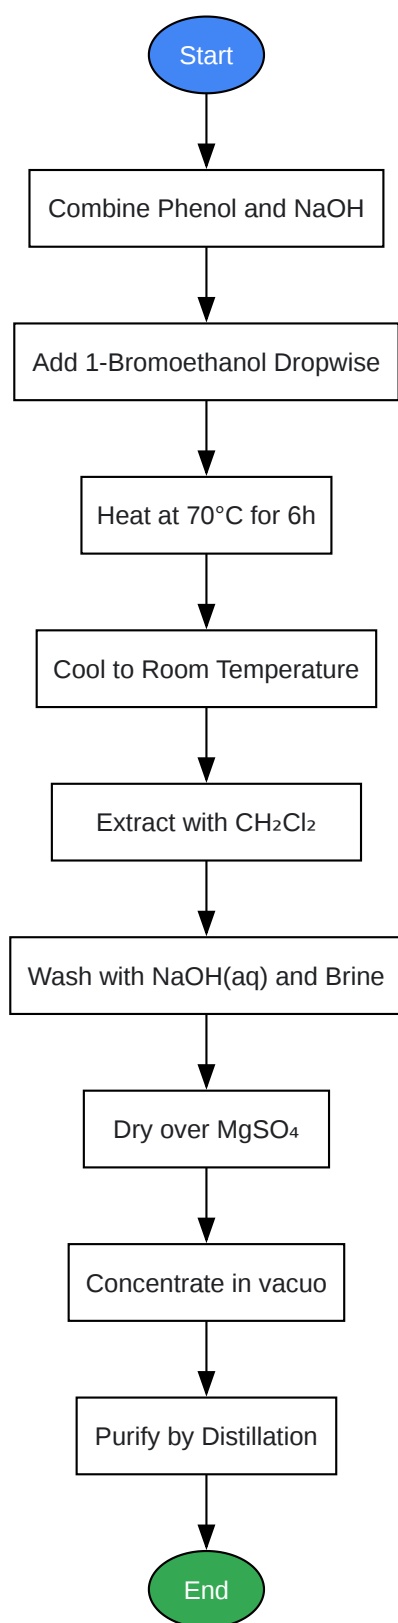 Start
Combine Phenol and NaOH
Add 1-Bromoethanol Dropwise
Heat at 70°C for 6h
Cool to Room Temperature
Extract with CH₂Cl₂
Wash with NaOH(aq) and Brine
Dry over MgSO₄
Concentrate in vacuo
Purify by Distillation
End